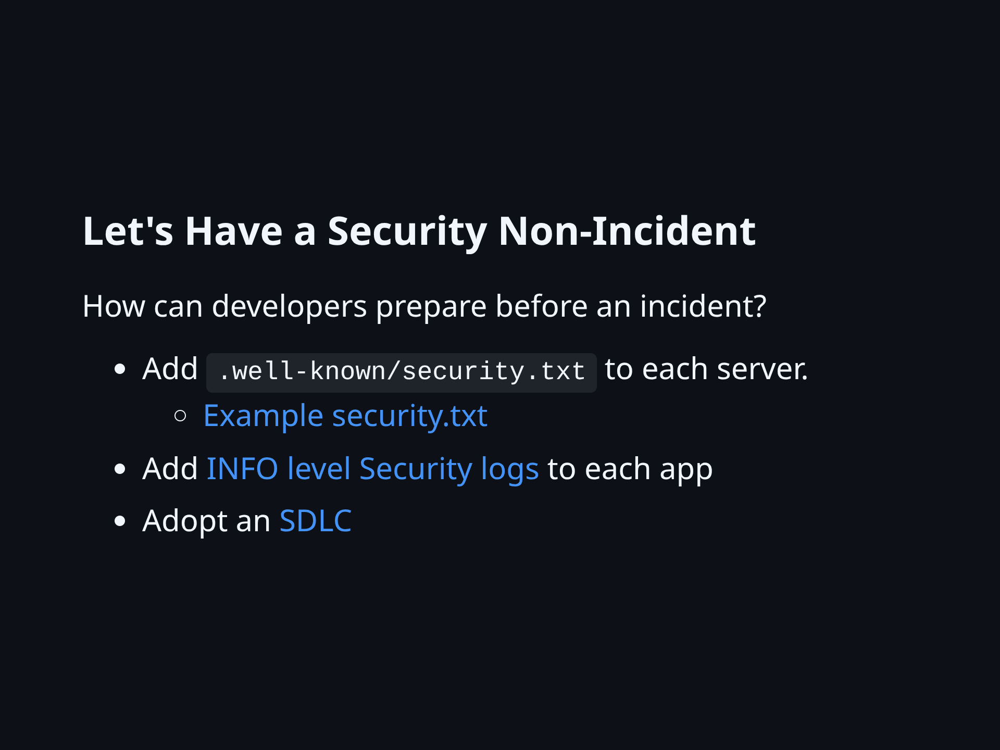 Let's Have a Security Non-Incident
How can developers prepare before an incident?
Add .well-known/security.txt to each server.
Example security.txt
Add INFO level Security logs to each app
Adopt an SDLC